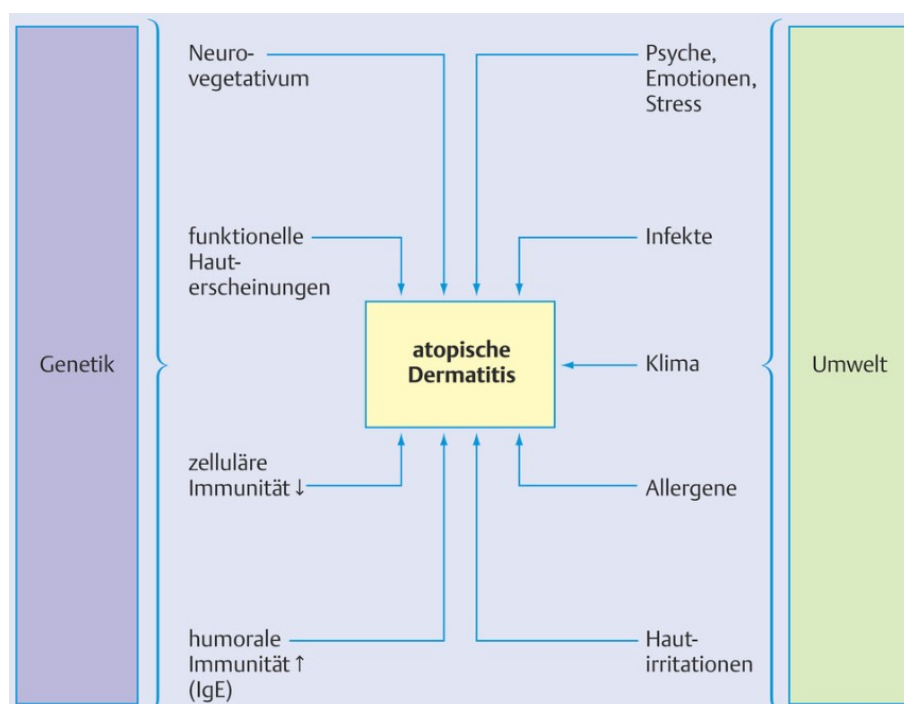 Genetik
Neuro-
vegetativum
funktionelle
Haut-
erscheinungen
zelluläre
Immunität ↓
humorale
Immunität ↑
(IgE)
atopische
Dermatitis
Psyche,
Emotionen,
Stress
Infekte
Klima
Allergene
Haut-
irritationen
Umwelt